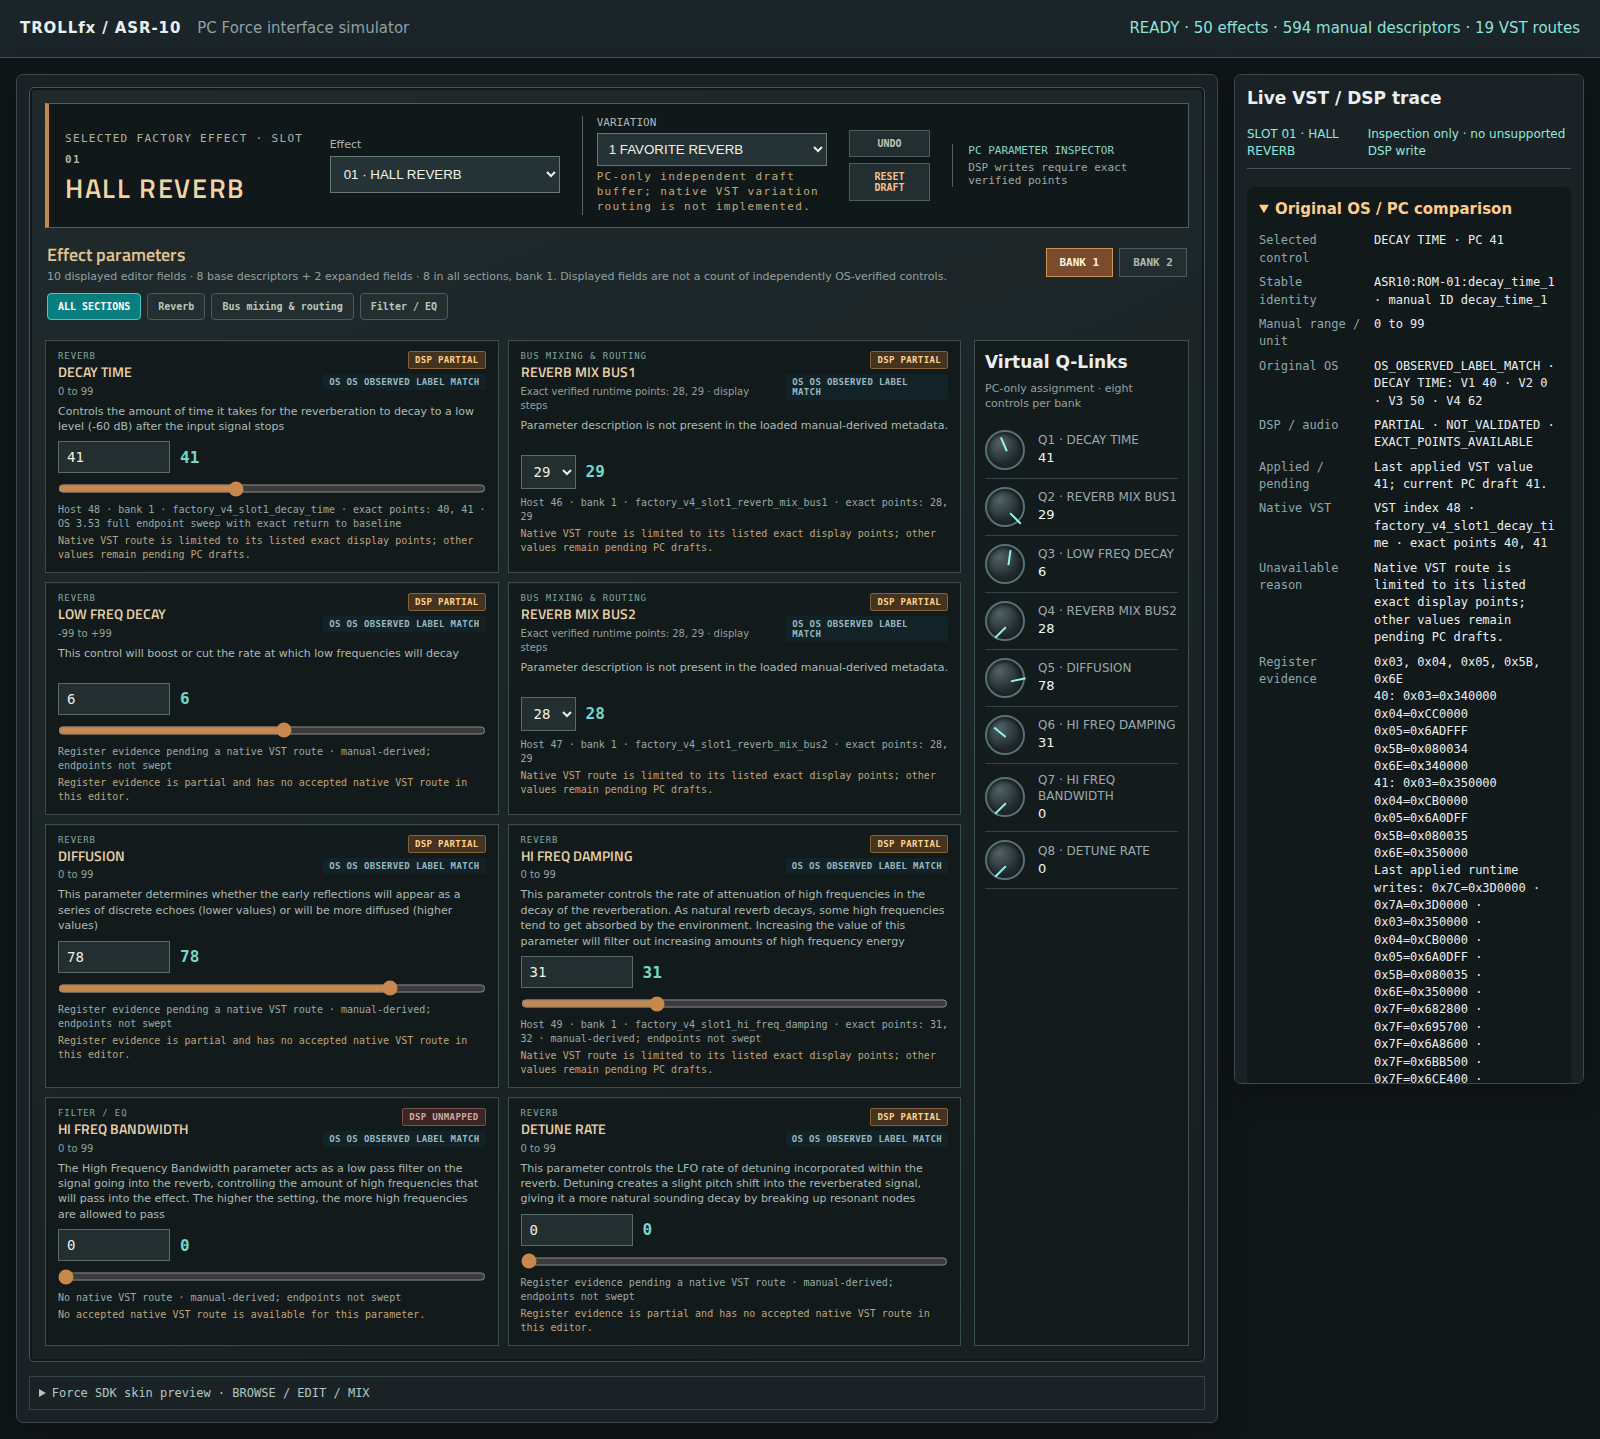 TROLLfx / ASR-10 PC Force interface simulator
READY · 50 effects · 594 manual descriptors · 19 VST routes
SELECTED FACTORY EFFECT · SLOT
01
HALL REVERB
Effect
01 · HALL REVERB
VARIATION
1 FAVORITE REVERB
PC-only independent draft
buffer; native VST variation
routing is not implemented.
UNDO
RESET
DRAFT
PC PARAMETER INSPECTOR
DSP writes require exact
verified points
Effect parameters
10 displayed editor fields · 8 base descriptors + 2 expanded fields · 8 in all sections, bank 1. Displayed fields are not a count of independently OS-verified controls.
BANK 1
BANK 2
ALL SECTIONS
Reverb
Bus mixing & routing
Filter / EQ
REVERB
DECAY TIME
0 to 99
DSP PARTIAL
OS OS OBSERVED LABEL MATCH
Controls the amount of time it takes for the reverberation to decay to a low
level (-60 dB) after the input signal stops
41
41
Host 48 · bank 1 · factory_v4_slot1_decay_time · exact points: 40, 41 ·
OS 3.53 full endpoint sweep with exact return to baseline
Native VST route is limited to its listed exact display points; other
values remain pending PC drafts.
BUS MIXING & ROUTING
REVERB MIX BUS1
Exact verified runtime points: 28, 29 · display
steps
DSP PARTIAL
OS OS OBSERVED LABEL
MATCH
Parameter description is not present in the loaded manual-derived metadata.
29
29
Host 46 · bank 1 · factory_v4_slot1_reverb_mix_bus1 · exact points: 28,
29
Native VST route is limited to its listed exact display points; other
values remain pending PC drafts.
REVERB
LOW FREQ DECAY
-99 to +99
DSP PARTIAL
OS OS OBSERVED LABEL MATCH
This control will boost or cut the rate at which low frequencies will decay
6
6
Register evidence pending a native VST route · manual-derived;
endpoints not swept
Register evidence is partial and has no accepted native VST route in
this editor.
BUS MIXING & ROUTING
REVERB MIX BUS2
Exact verified runtime points: 28, 29 · display
steps
DSP PARTIAL
OS OS OBSERVED LABEL
MATCH
Parameter description is not present in the loaded manual-derived metadata.
28
28
Host 47 · bank 1 · factory_v4_slot1_reverb_mix_bus2 · exact points: 28,
29
Native VST route is limited to its listed exact display points; other
values remain pending PC drafts.
REVERB
DIFFUSION
0 to 99
DSP PARTIAL
OS OS OBSERVED LABEL MATCH
This parameter determines whether the early reflections will appear as a
series of discrete echoes (lower values) or will be more diffused (higher
values)
78
78
Register evidence pending a native VST route · manual-derived;
endpoints not swept
Register evidence is partial and has no accepted native VST route in
this editor.
REVERB
HI FREQ DAMPING
0 to 99
DSP PARTIAL
OS OS OBSERVED LABEL MATCH
This parameter controls the rate of attenuation of high frequencies in the
decay of the reverberation. As natural reverb decays, some high frequencies
tend to get absorbed by the environment. Increasing the value of this
parameter will filter out increasing amounts of high frequency energy
31
31
Host 49 · bank 1 · factory_v4_slot1_hi_freq_damping · exact points: 31,
32 · manual-derived; endpoints not swept
Native VST route is limited to its listed exact display points; other
values remain pending PC drafts.
FILTER / EQ
HI FREQ BANDWIDTH
0 to 99
DSP UNMAPPED
OS OS OBSERVED LABEL MATCH
The High Frequency Bandwidth parameter acts as a low pass filter on the
signal going into the reverb, controlling the amount of high frequencies that
will pass into the effect. The higher the setting, the more high frequencies
are allowed to pass
0
0
No native VST route · manual-derived; endpoints not swept
No accepted native VST route is available for this parameter.
REVERB
DETUNE RATE
0 to 99
DSP PARTIAL
OS OS OBSERVED LABEL MATCH
This parameter controls the LFO rate of detuning incorporated within the
reverb. Detuning creates a slight pitch shift into the reverberated signal,
giving it a more natural sounding decay by breaking up resonant nodes
0
0
Register evidence pending a native VST route · manual-derived;
endpoints not swept
Register evidence is partial and has no accepted native VST route in
this editor.
Virtual Q-Links
PC-only assignment · eight
controls per bank
Q1 · DECAY TIME
41
Q2 · REVERB MIX BUS1
29
Q3 · LOW FREQ DECAY
6
Q4 · REVERB MIX BUS2
28
Q5 · DIFFUSION
78
Q6 · HI FREQ DAMPING
31
Q7 · HI FREQ
BANDWIDTH
0
Q8 · DETUNE RATE
0
Force SDK skin preview · BROWSE / EDIT / MIX
Live VST / DSP trace
SLOT 01 · HALL
REVERB
Inspection only · no unsupported
DSP write
Original OS / PC comparison
Selected
control
DECAY TIME · PC 41
Stable
identity
ASR10:ROM-01:decay_time_1
· manual ID decay_time_1
Manual range /
unit
0 to 99
Original OS
OS_OBSERVED_LABEL_MATCH ·
DECAY TIME: V1 40 · V2 0
· V3 50 · V4 62
DSP / audio
PARTIAL · NOT_VALIDATED ·
EXACT_POINTS_AVAILABLE
Applied /
pending
Last applied VST value
41; current PC draft 41.
Native VST
VST index 48 ·
factory_v4_slot1_decay_ti
me · exact points 40, 41
Unavailable
reason
Native VST route is
limited to its listed
exact display points;
other values remain
pending PC drafts.
Register
evidence
0x03, 0x04, 0x05, 0x5B,
0x6E
40: 0x03=0x340000
0x04=0xCC0000
0x05=0x6ADFFF
0x5B=0x080034
0x6E=0x340000
41: 0x03=0x350000
0x04=0xCB0000
0x05=0x6A0DFF
0x5B=0x080035
0x6E=0x350000
Last applied runtime
writes: 0x7C=0x3D0000 ·
0x7A=0x3D0000 ·
0x03=0x350000 ·
0x04=0xCB0000 ·
0x05=0x6A0DFF ·
0x5B=0x080035 ·
0x6E=0x350000 ·
0x7F=0x682800 ·
0x7F=0x695700 ·
0x7F=0x6A8600 ·
0x7F=0x6BB500 ·
0x7F=0x6CE400 ·